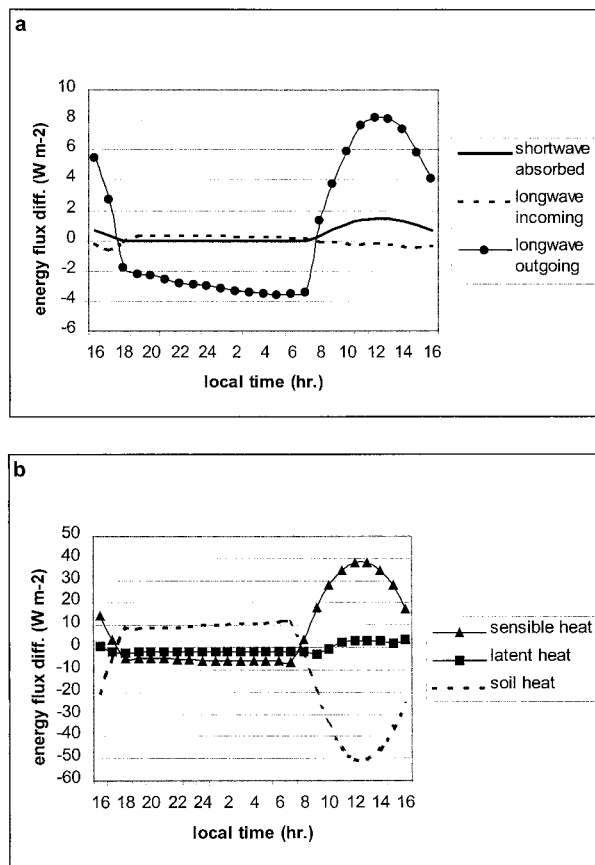 a
10
8
6
4
2
0
-2
-4
-6
energy flux diff. (W m-2)
16 18 20 22 24 2 4 6 8 10 12 14 16
local time (hr.)
shortwave
absorbed
longwave
incoming
longwave
outgoing
b
50
40
30
20
10
0
-10
-20
-30
-40
-50
-60
energy flux diff. (W m-2)
16 18 20 22 24 2 4 6 8 10 12 14 16
local time (hr.)
sensible heat
latent heat
soil heat